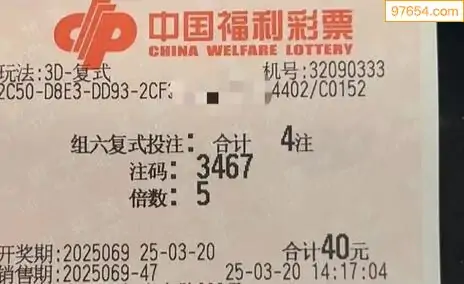 97654.com
中国福利彩票
CHINA WELFARE LOTTERY
玩法:3D-复式
机号:32090333
2C50-D8E3-DD93-2CF
4402/C0152
组六复式投注: 合计 4注
注码: 3467
倍数: 5
开奖期:2025069 25-03-20 合计40元
销售期:2025069-47 25-03-20 14:17:04